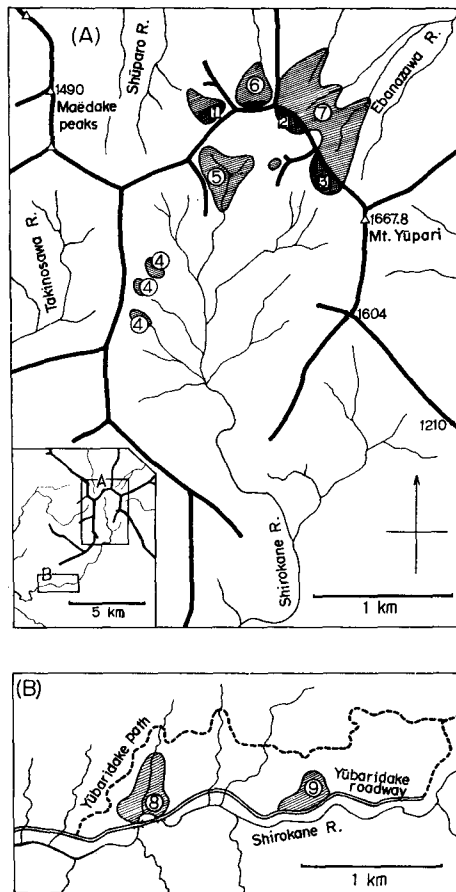 (A)
Shūparo R.
1490
Maëdake
peaks
Ebanazawa R.
6
1
2
7
5
3
1667.8
Mt. Yūpari
Takinosawa R.
4
4
4
1604
1210
A
B
5 km
Shirokane R.
1 km
(B)
Yūbaridake path
8
9
Yūbaridake
roadway
Shirokane R.
1 km